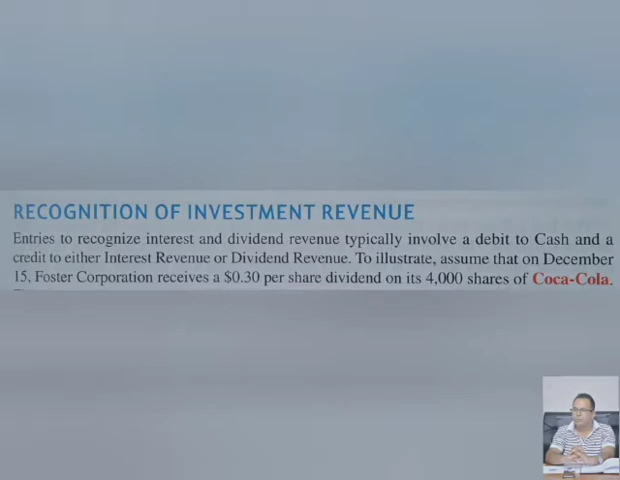 RECOGNITION OF INVESTMENT REVENUE
Entries to recognize interest and dividend revenue typically involve a debit to Cash and a
credit to either Interest Revenue or Dividend Revenue. To illustrate, assume that on December
15, Foster Corporation receives a $0.30 per share dividend on its 4,000 shares of Coca-Cola.